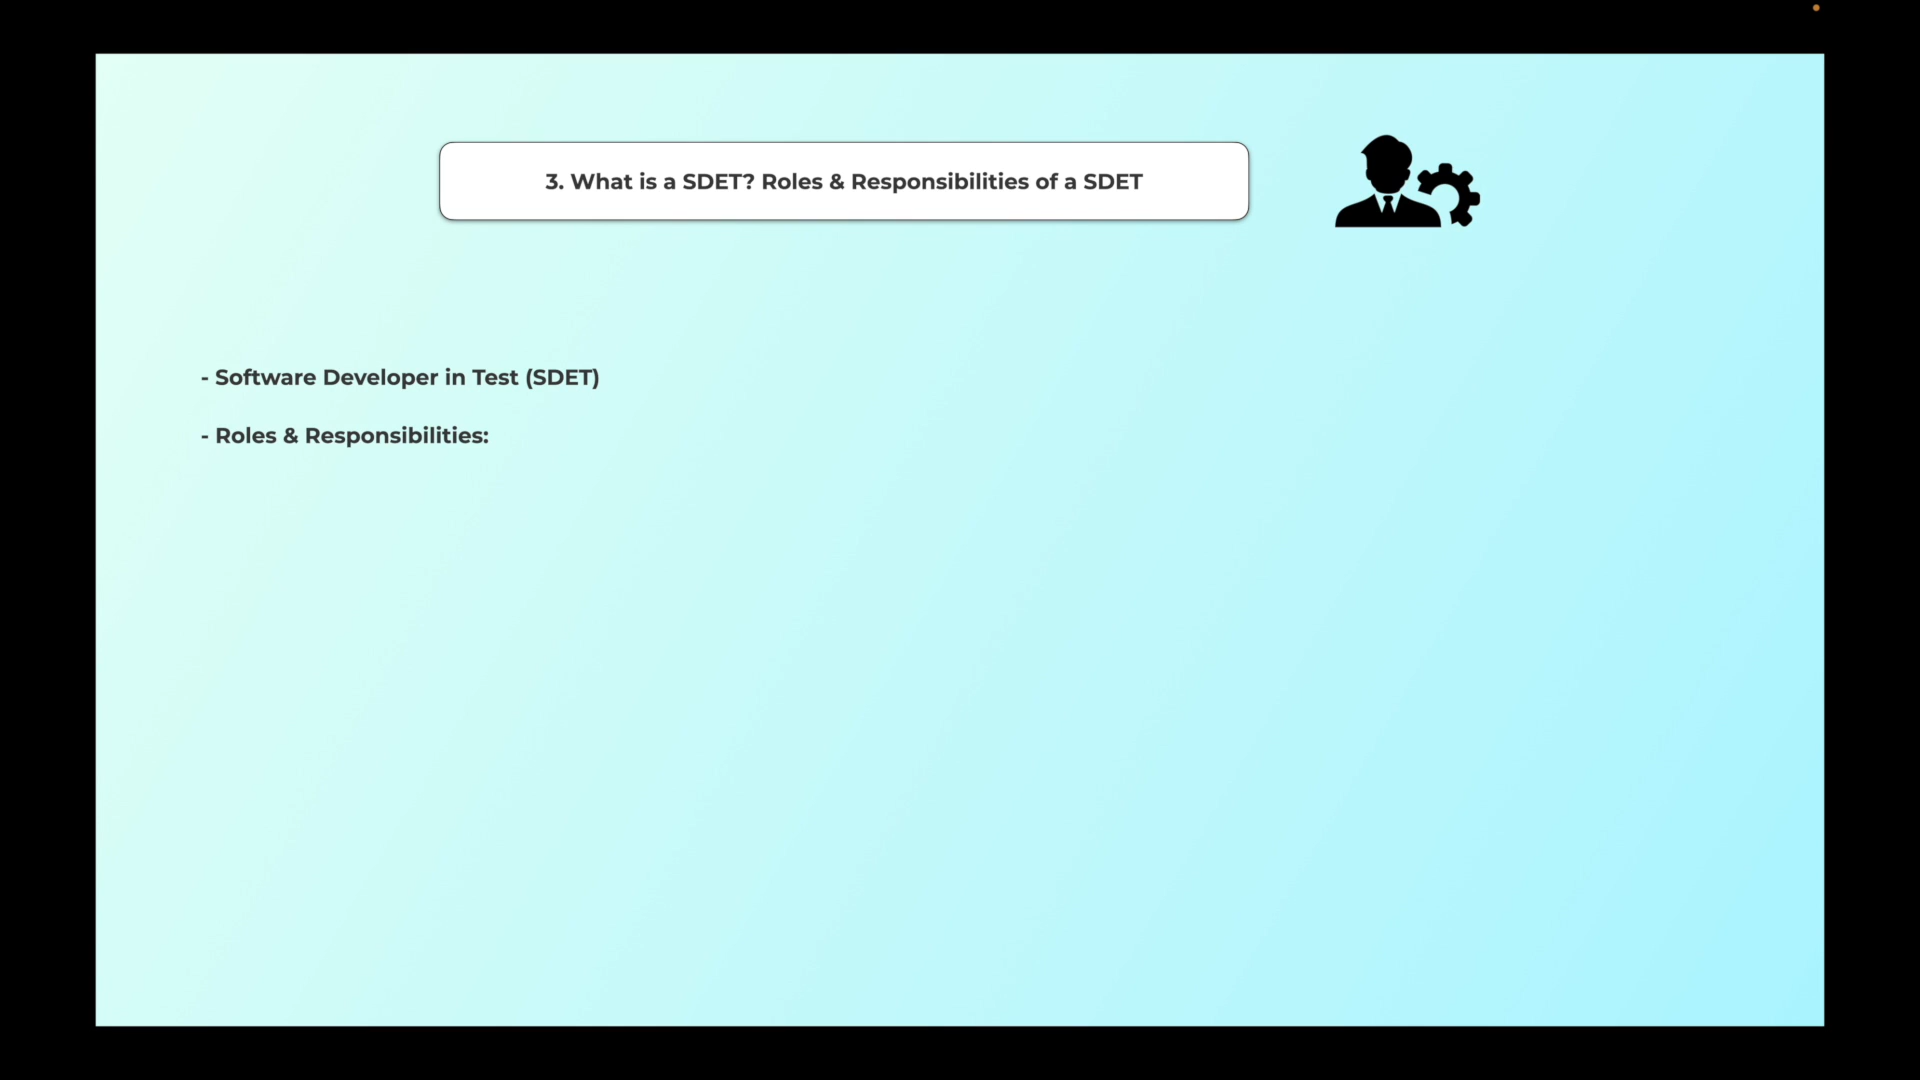 3. What is a SDET? Roles & Responsibilities of a SDET
- Software Developer in Test (SDET)
- Roles & Responsibilities: